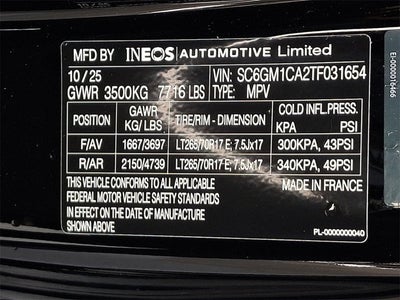 MFD BY INEOS AUTOMOTIVE Limited
10 / 25 VIN: SC6GM1CA2TF031654
GVWR 3500KG 7716 LBS TYPE: MPV
POSITION GAWR KG/LBS TIRE/RIM - DIMENSION COLD INFL.PRESS. KPA PSI
F/AV 1667/3697 LT265/70R17 E; 7.5Jx17 300KPA, 43PSI
R/AR 2150/4739 LT265/70R17 E; 7.5Jx17 340KPA, 49PSI
THIS VEHICLE CONFORMS TO ALL APPLICABLE MADE IN FRANCE
FEDERAL MOTOR VEHICLE SAFETY STANDARDS
IN EFFECT ON THE DATE OF MANUFACTURE
SHOWN ABOVE
PL-0000000040
EI-0000016466